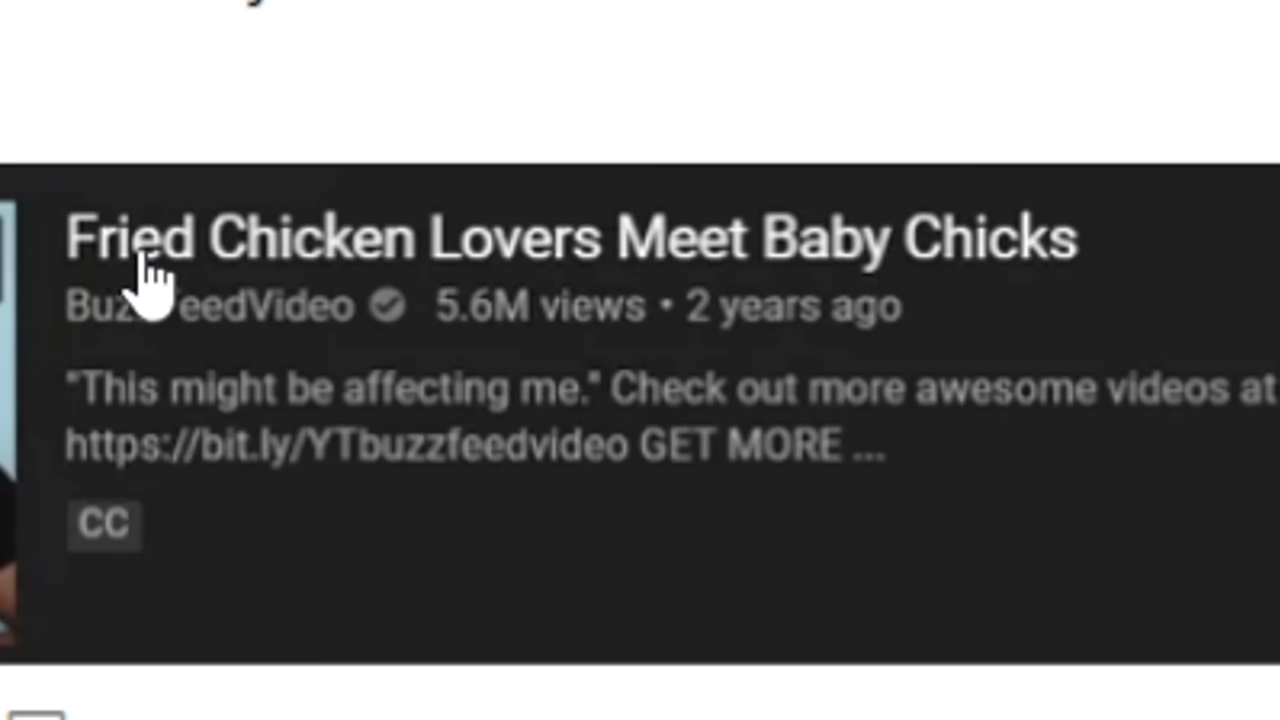 Fried Chicken Lovers Meet Baby Chicks
BuzzFeedVideo 5.6M views • 2 years ago
"This might be affecting me." Check out more awesome videos at
https://bit.ly/YTbuzzfeedvideo GET MORE ...
CC